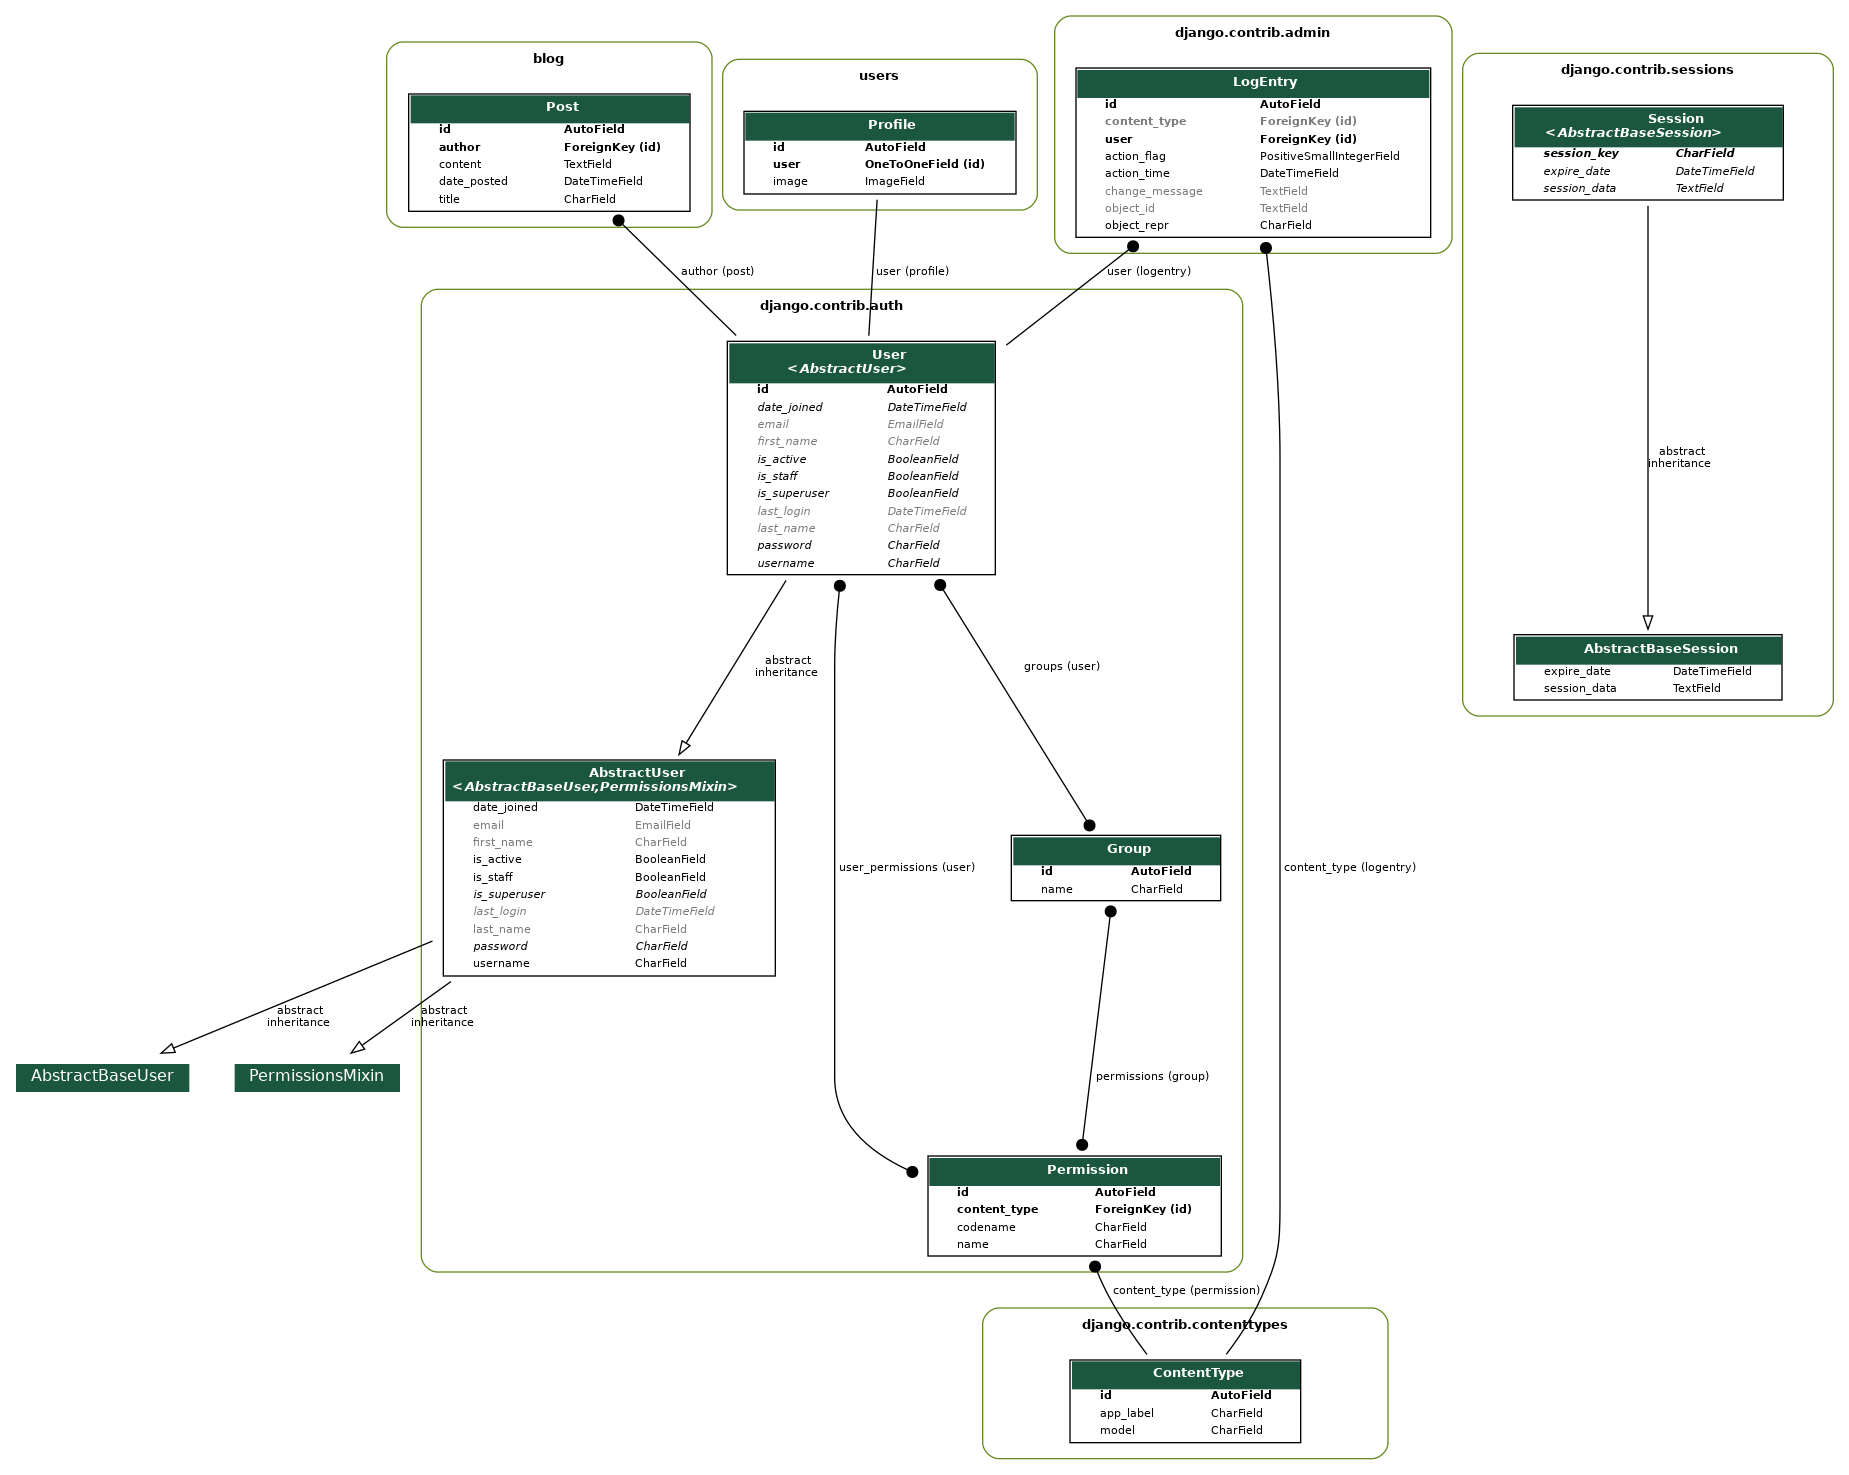 blog
Post
id AutoField
author ForeignKey (id)
content TextField
date_posted DateTimeField
title CharField
users
Profile
id AutoField
user OneToOneField (id)
image ImageField
django.contrib.admin
LogEntry
id AutoField
content_type ForeignKey (id)
user ForeignKey (id)
action_flag PositiveSmallIntegerField
action_time DateTimeField
change_message TextField
object_id TextField
object_repr CharField
django.contrib.sessions
Session
<AbstractBaseSession>
session_key CharField
expire_date DateTimeField
session_data TextField
author (post)
user (profile)
user (logentry)
django.contrib.auth
User
<AbstractUser>
id AutoField
date_joined DateTimeField
email EmailField
first_name CharField
is_active BooleanField
is_staff BooleanField
is_superuser BooleanField
last_login DateTimeField
last_name CharField
password CharField
username CharField
abstract
inheritance
AbstractBaseSession
expire_date DateTimeField
session_data TextField
abstract
inheritance
groups (user)
AbstractUser
<AbstractBaseUser,PermissionsMixin>
date_joined DateTimeField
email EmailField
first_name CharField
is_active BooleanField
is_staff BooleanField
is_superuser BooleanField
last_login DateTimeField
last_name CharField
password CharField
username CharField
user_permissions (user)
Group
id AutoField
name CharField
content_type (logentry)
abstract
inheritance
abstract
inheritance
AbstractBaseUser
PermissionsMixin
permissions (group)
Permission
id AutoField
content_type ForeignKey (id)
codename CharField
name CharField
content_type (permission)
django.contrib.contenttypes
ContentType
id AutoField
app_label CharField
model CharField